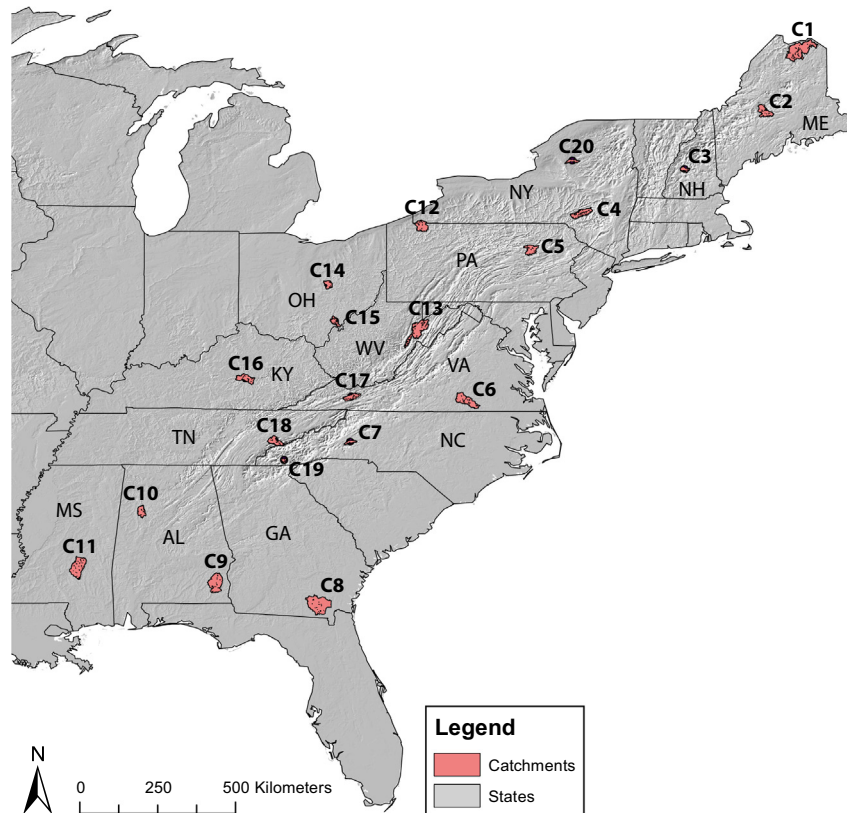 C1
C2
ME
C20
C3
NH
NY
C12
C4
C5
PA
C14
OH
C13
C15
WV
VA
C16
KY
C17
C6
TN
C18
C7
NC
C19
C10
MS
AL
GA
C11
C9
C8
Legend
N
Catchments
0 250 500 Kilometers
States